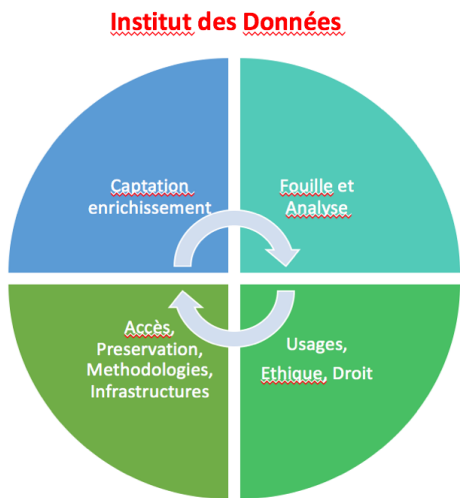 Institut des Données
Captation
enrichissement
Fouille et
Analyse
Accès,
Preservation,
Methodologies,
Infrastructures
Usages,
Ethique, Droit